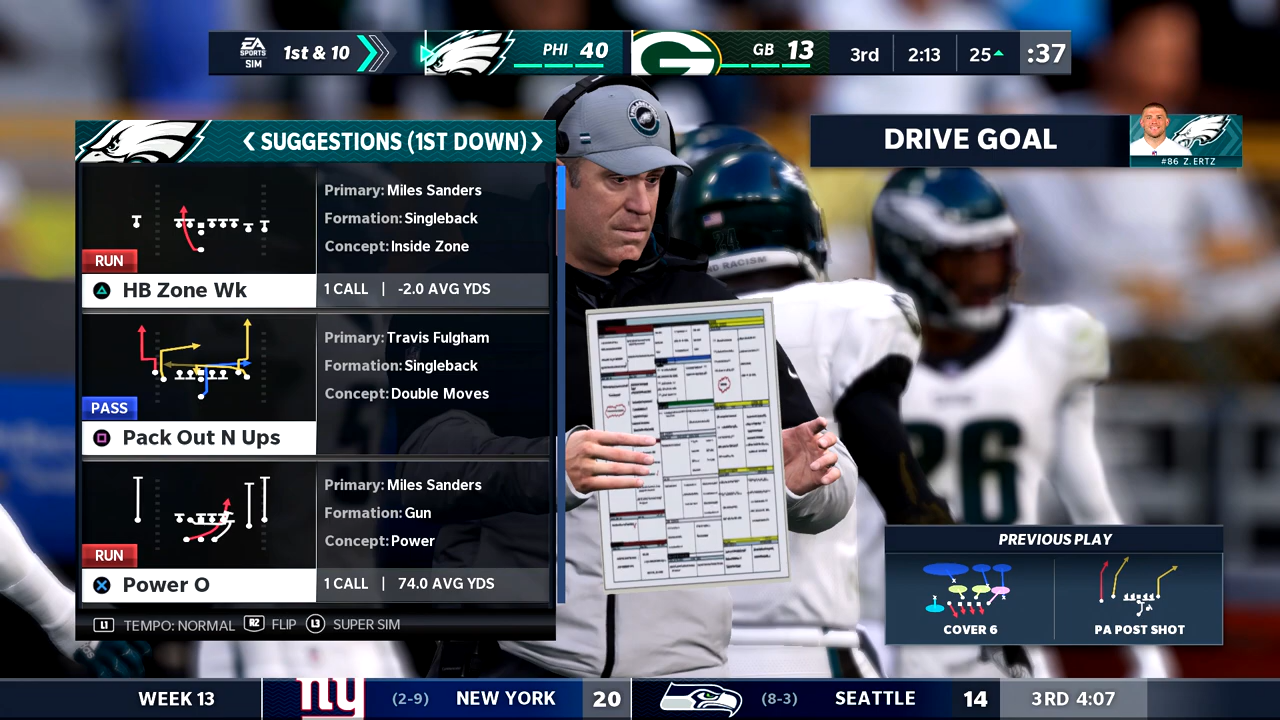 EA SPORTS SIM
1st & 10
PHI 40
GB 13
3rd
2:13
25
:37
SUGGESTIONS (1ST DOWN)
DRIVE GOAL
#86 Z.ERTZ
RUN
HB Zone Wk
Primary: Miles Sanders
Formation: Singleback
Concept: Inside Zone
1 CALL | -2.0 AVG YDS
PASS
Pack Out N Ups
Primary: Travis Fulgham
Formation: Singleback
Concept: Double Moves
RUN
Power O
Primary: Miles Sanders
Formation: Gun
Concept: Power
1 CALL | 74.0 AVG YDS
L1 TEMPO: NORMAL R2 FLIP L3 SUPER SIM
26
PREVIOUS PLAY
COVER 6
PA POST SHOT
WEEK 13
ny
(2-9) NEW YORK 20
(8-3) SEATTLE 14
3RD 4:07